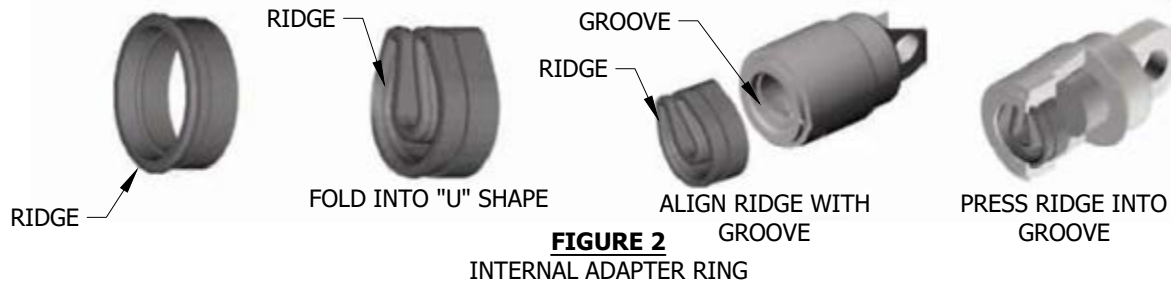 RIDGE
RIDGE
GROOVE
RIDGE
RIDGE
FOLD INTO "U" SHAPE
ALIGN RIDGE WITH
GROOVE
PRESS RIDGE INTO
GROOVE
FIGURE 2
INTERNAL ADAPTER RING